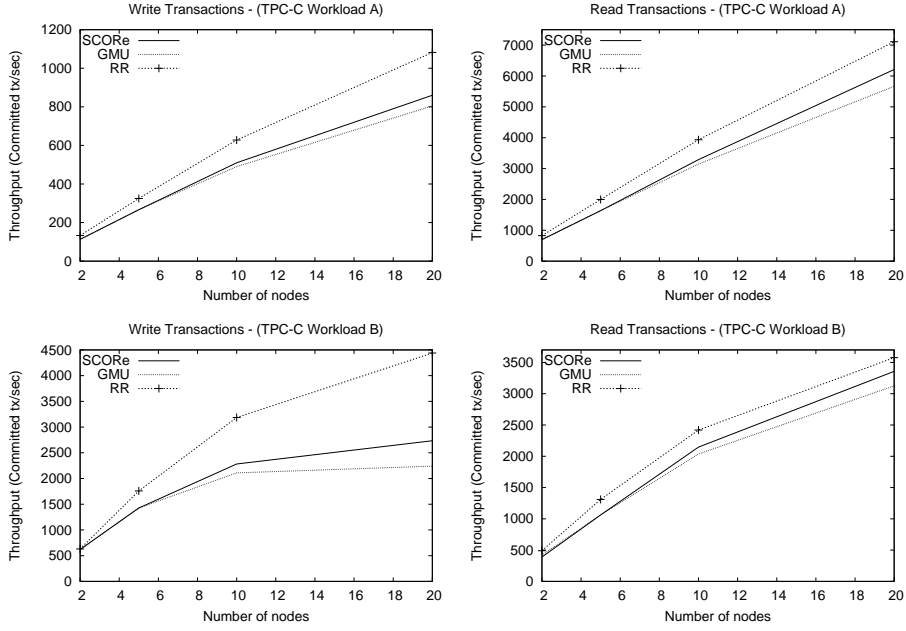 Write Transactions - (TPC-C Workload A)
Throughput (Committed tx/sec)
1200
1000
800
600
400
200
0
SCORe
GMU
RR
2 4 6 8 10 12 14 16 18 20
Number of nodes
Read Transactions - (TPC-C Workload A)
Throughput (Committed tx/sec)
7000
6000
5000
4000
3000
2000
1000
0
SCORe
GMU
RR
2 4 6 8 10 12 14 16 18 20
Number of nodes
Write Transactions - (TPC-C Workload B)
Throughput (Committed tx/sec)
4500
4000
3500
3000
2500
2000
1500
1000
500
0
SCORe
GMU
RR
2 4 6 8 10 12 14 16 18 20
Number of nodes
Read Transactions - (TPC-C Workload B)
Throughput (Committed tx/sec)
3500
3000
2500
2000
1500
1000
500
0
SCORe
GMU
RR
2 4 6 8 10 12 14 16 18 20
Number of nodes